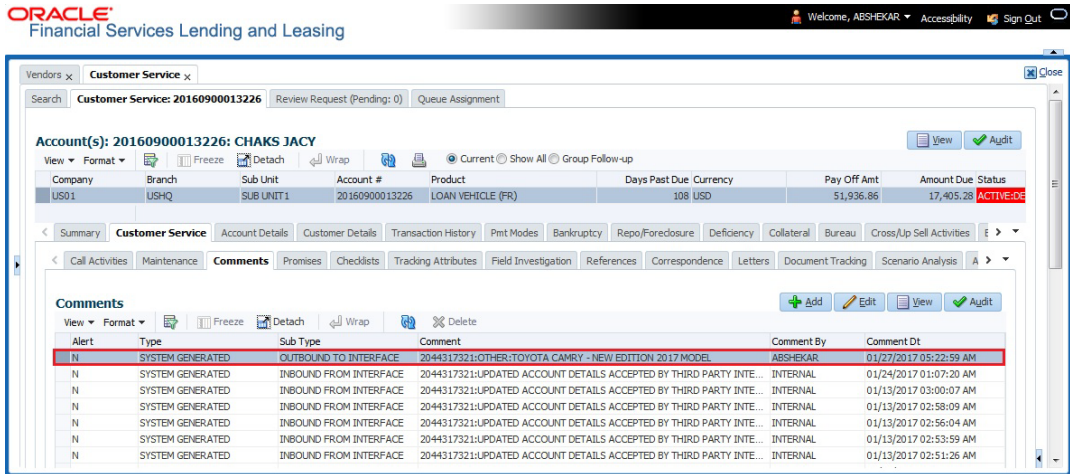 ORACLE
Financial Services Lending and Leasing
Welcome, ABSHEKAR Accessibility Sign Out
Vendors x Customer Service x Close
Search Customer Service: 20160900013226 Review Request (Pending: 0) Queue Assignment
Account(s): 20160900013226: CHAKS JACY View Audit
View Format Freeze Detach Wrap Current Show All Group Follow-up
Company Branch Sub Unit Account # Product Days Past Due Currency Pay Off Amt Amount Due Status
US01 USHQ SUB UNIT1 20160900013226 LOAN VEHICLE (FR) 108 USD 51,936.86 17,405.28 ACTIVE:DE
Summary Customer Service Account Details Customer Details Transaction History Pmt Modes Bankruptcy Repo/Foreclosure Deficiency Collateral Bureau Cross/Up Sell Activities
Call Activities Maintenance Comments Promises Checklists Tracking Attributes Field Investigation References Correspondence Letters Document Tracking Scenario Analysis A
Comments Add Edit View Audit
View Format Freeze Detach Wrap Delete
Alert Type Sub Type Comment Comment By Comment Dt
N SYSTEM GENERATED OUTBOUND TO INTERFACE 2044317321:OTHER:TOYOTA CAMRY - NEW EDITION 2017 MODEL ABSHEKAR 01/27/2017 05:22:59 AM
N SYSTEM GENERATED INBOUND FROM INTERFACE 2044317321:UPDATED ACCOUNT DETAILS ACCEPTED BY THIRD PARTY INTE... INTERNAL 01/24/2017 01:07:20 AM
N SYSTEM GENERATED INBOUND FROM INTERFACE 2044317321:UPDATED ACCOUNT DETAILS ACCEPTED BY THIRD PARTY INTE... INTERNAL 01/13/2017 03:00:07 AM
N SYSTEM GENERATED INBOUND FROM INTERFACE 2044317321:UPDATED ACCOUNT DETAILS ACCEPTED BY THIRD PARTY INTE... INTERNAL 01/13/2017 02:58:09 AM
N SYSTEM GENERATED INBOUND FROM INTERFACE 2044317321:UPDATED ACCOUNT DETAILS ACCEPTED BY THIRD PARTY INTE... INTERNAL 01/13/2017 02:56:04 AM
N SYSTEM GENERATED INBOUND FROM INTERFACE 2044317321:UPDATED ACCOUNT DETAILS ACCEPTED BY THIRD PARTY INTE... INTERNAL 01/13/2017 02:53:59 AM
N SYSTEM GENERATED INBOUND FROM INTERFACE 2044317321:UPDATED ACCOUNT DETAILS ACCEPTED BY THIRD PARTY INTE... INTERNAL 01/13/2017 02:51:26 AM